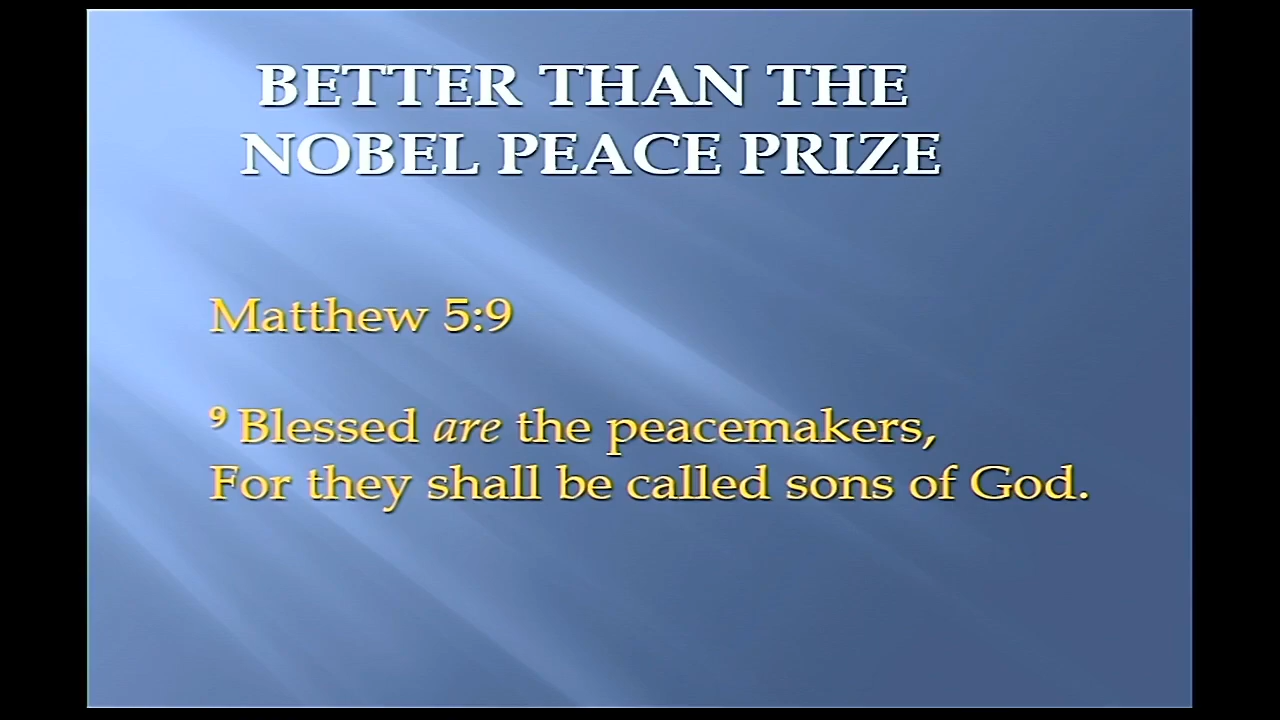 BETTER THAN THE
NOBEL PEACE PRIZE
Matthew 5:9
⁹ Blessed are the peacemakers,
For they shall be called sons of God.